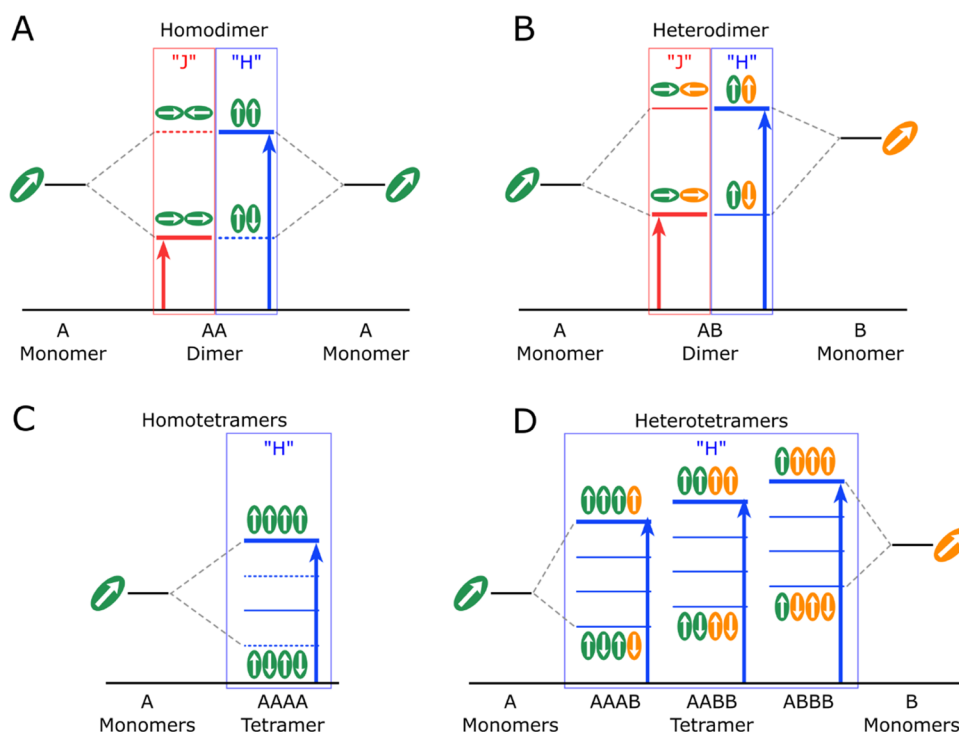 A
Homodimer
"J"
"H"
A
Monomer
AA
Dimer
A
Monomer
B
Heterodimer
"J"
"H"
A
Monomer
AB
Dimer
B
Monomer
C
Homotetramers
"H"
A
Monomers
AAAA
Tetramer
D
Heterotetramers
"H"
A
Monomers
AAAB
AABB
ABBB
Tetramer
B
Monomers